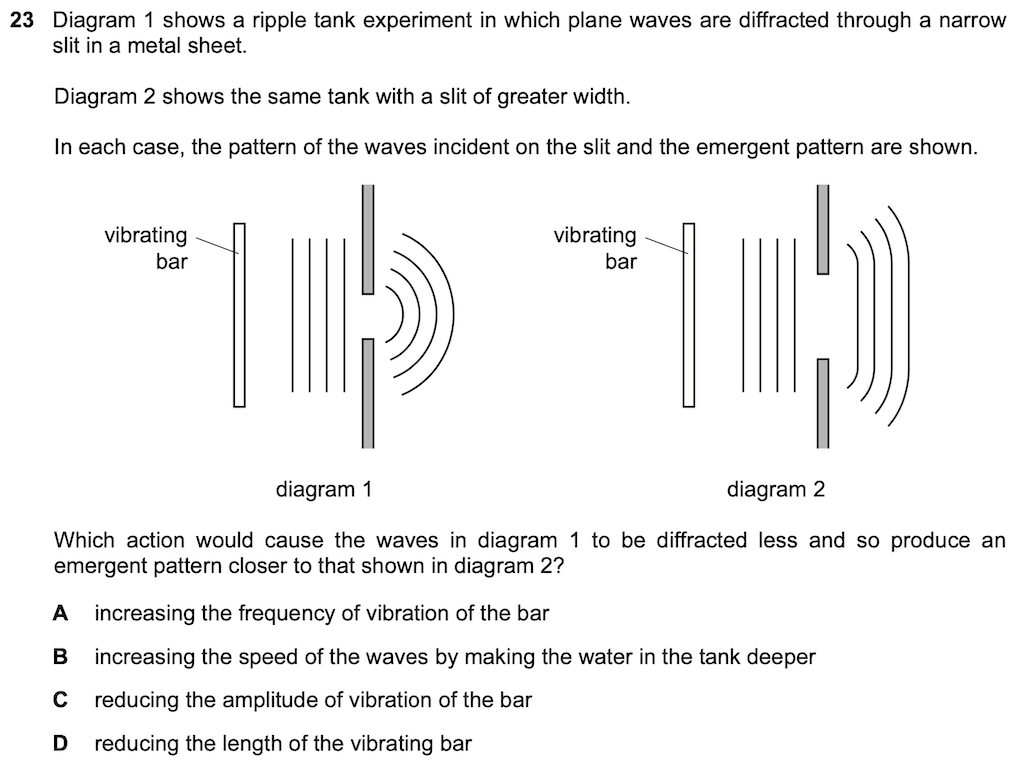 23 Diagram 1 shows a ripple tank experiment in which plane waves are diffracted through a narrow
slit in a metal sheet.
Diagram 2 shows the same tank with a slit of greater width.
In each case, the pattern of the waves incident on the slit and the emergent pattern are shown.
vibrating
bar
vibrating
bar
diagram 1
diagram 2
Which action would cause the waves in diagram 1 to be diffracted less and so produce an
emergent pattern closer to that shown in diagram 2?
A increasing the frequency of vibration of the bar
B increasing the speed of the waves by making the water in the tank deeper
C reducing the amplitude of vibration of the bar
D reducing the length of the vibrating bar